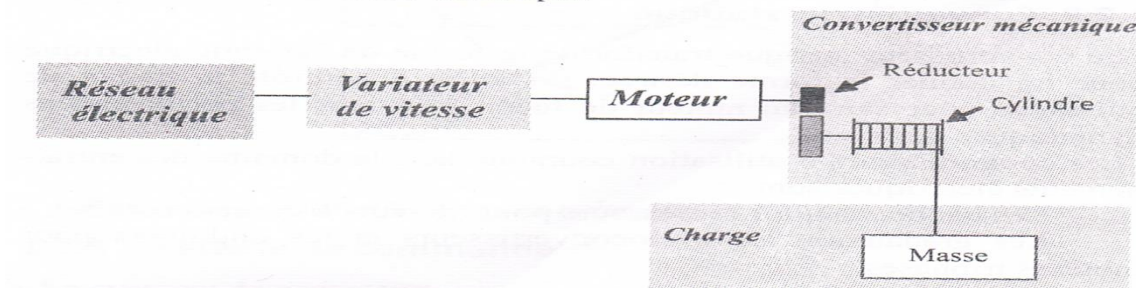 Convertisseur mécanique
Réducteur
Cylindre
Réseau
électrique
Variateur
de vitesse
Moteur
Charge
Masse